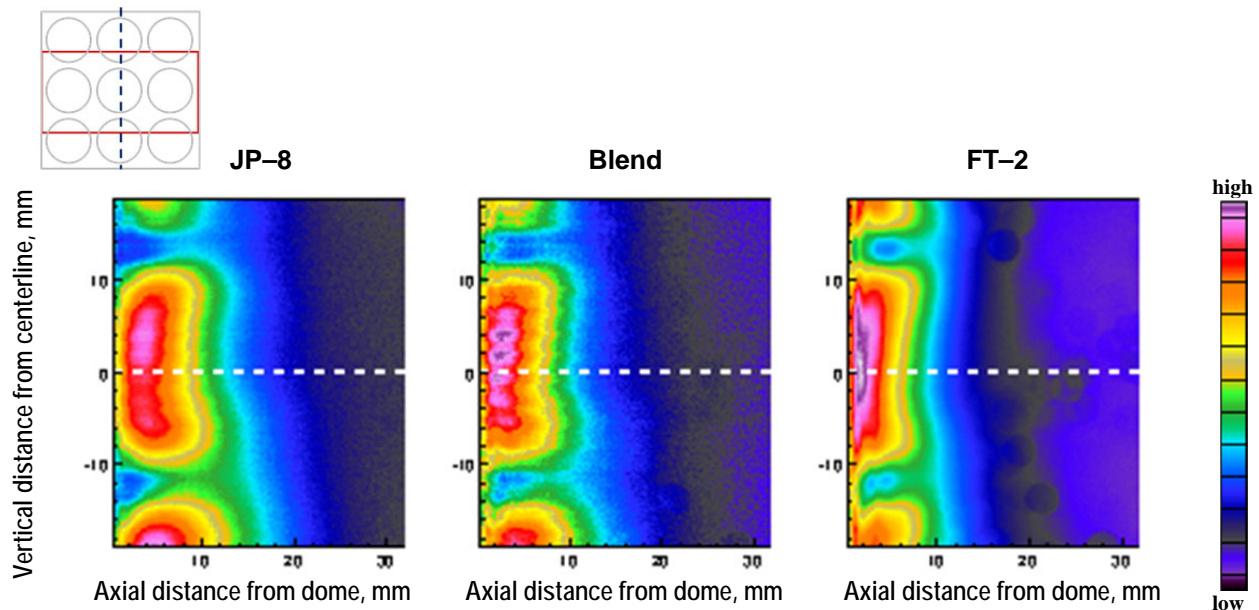 JP–8
Blend
FT–2
high
Vertical distance from centerline, mm
10
0
-10
10
20
30
10
0
-10
10
20
30
10
0
-10
10
20
30
Axial distance from dome, mm
Axial distance from dome, mm
Axial distance from dome, mm
low